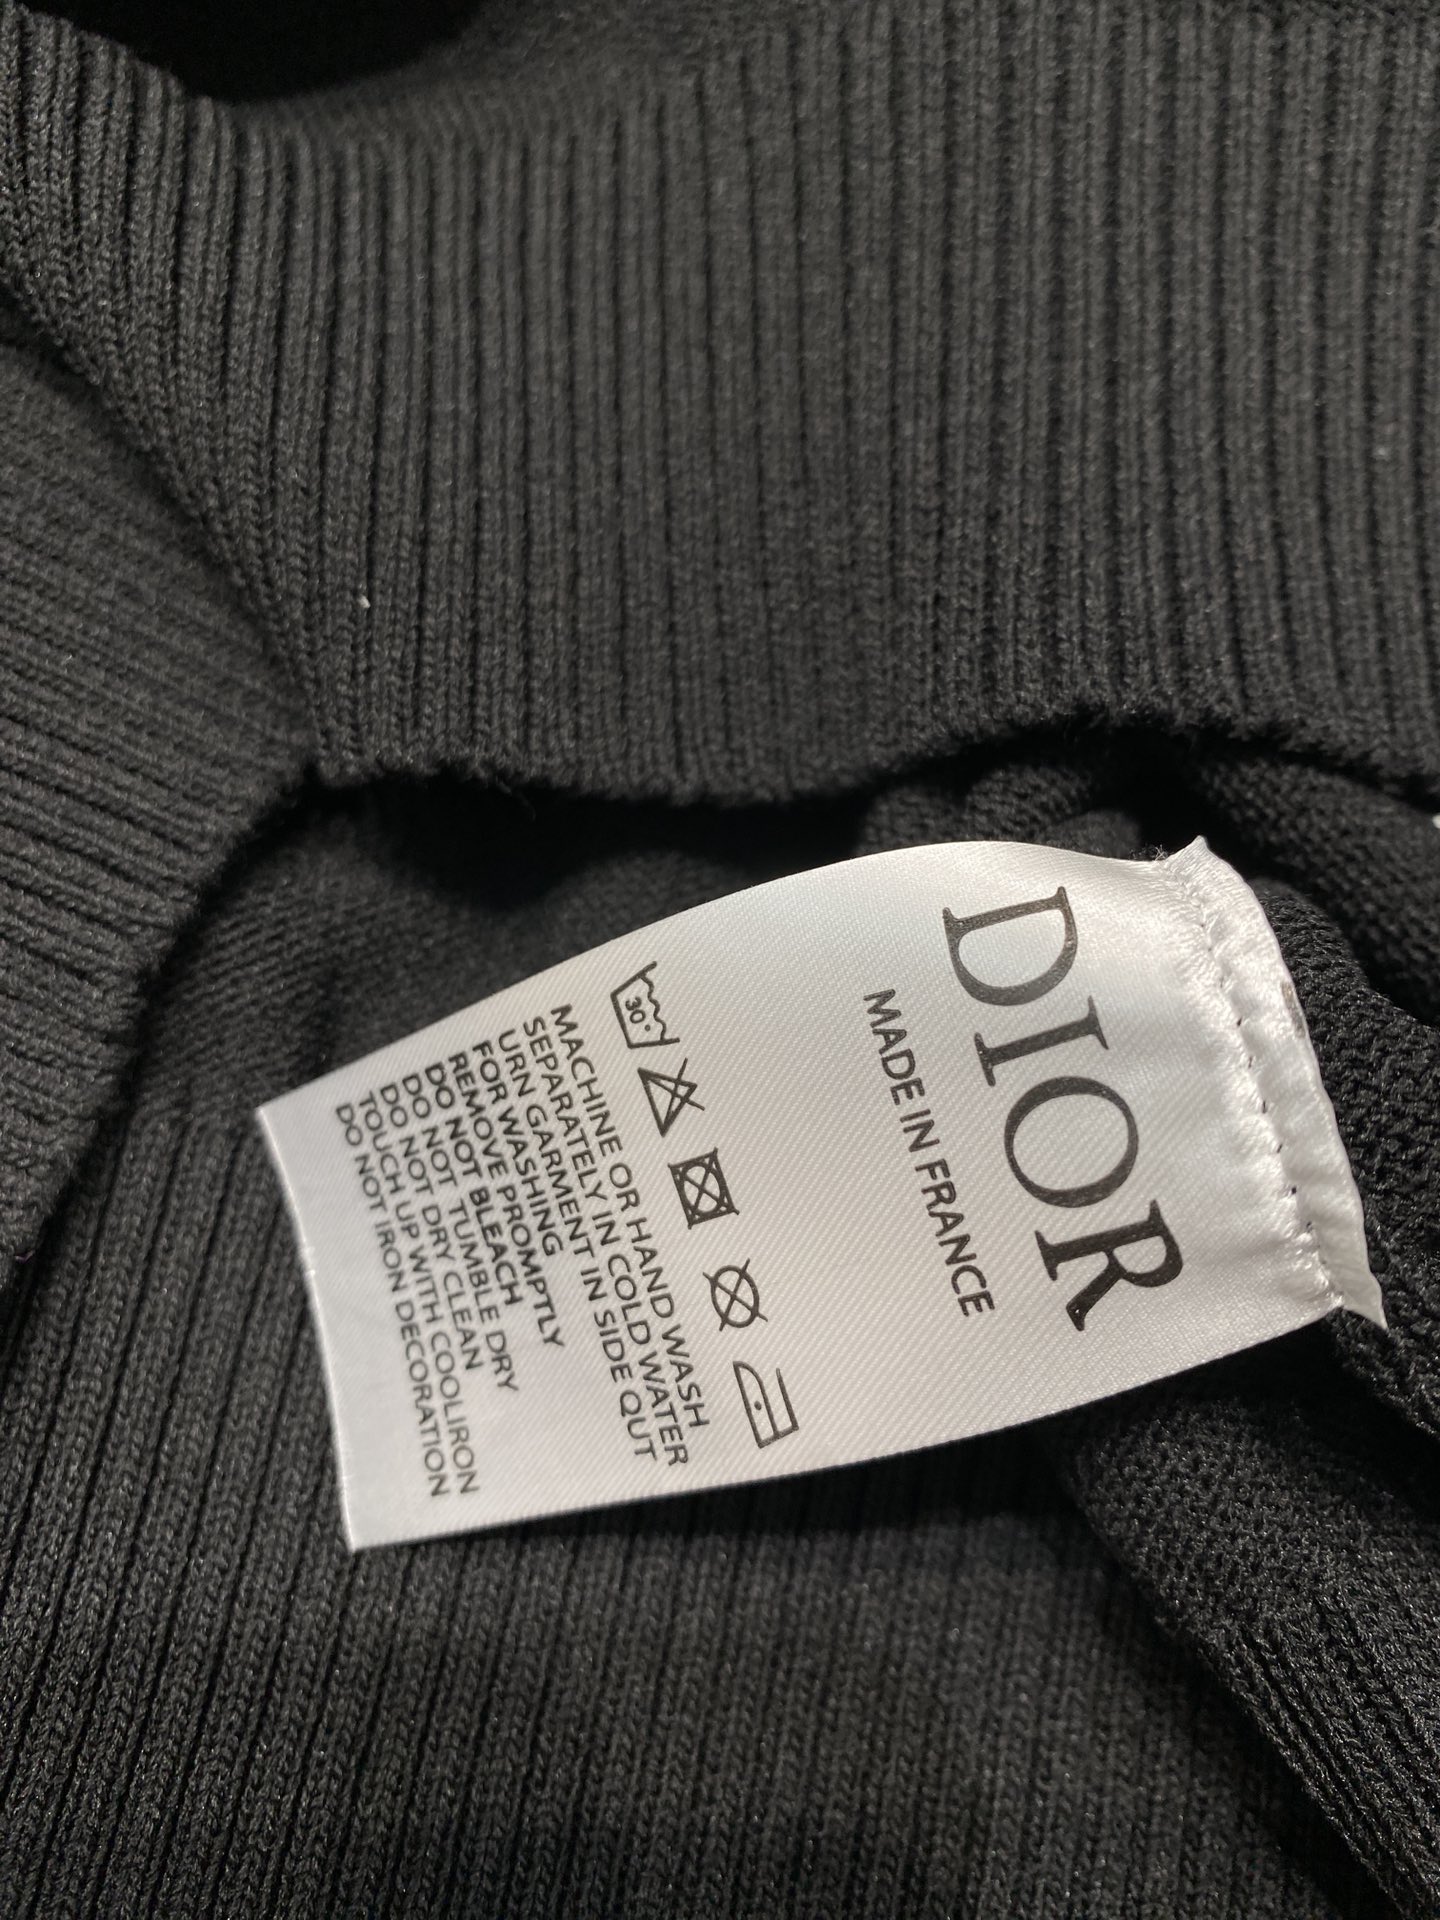 DIOR
MADE IN FRANCE
30°
MACHINE OR HAND WASH
SEPARATELY IN COLD WATER
URN GARMENT IN SIDE QUT
FOR WASHING
REMOVE PROMPTLY
DO NOT BLEACH
DO NOT TUMBLE DRY
DO NOT DRY CLEAN
TOUCH UP WITH COOLIRON
DO NOT IRON DECORATION